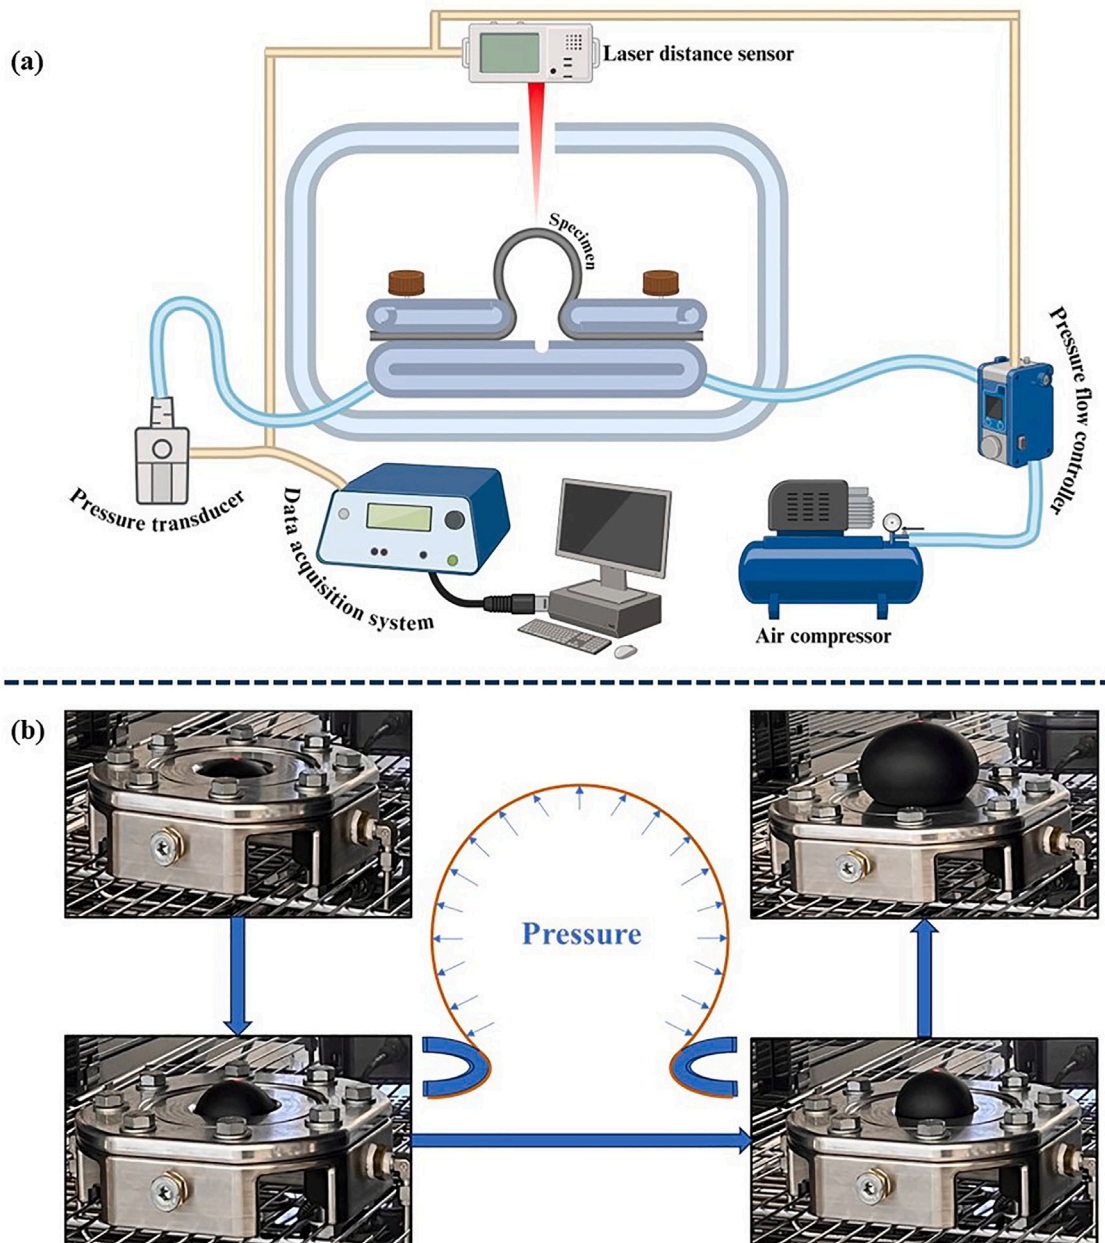 (a)
Laser distance sensor
Specimen
Pressure flow controller
Pressure transducer
Data acquisition system
Air compressor
(b)
Pressure